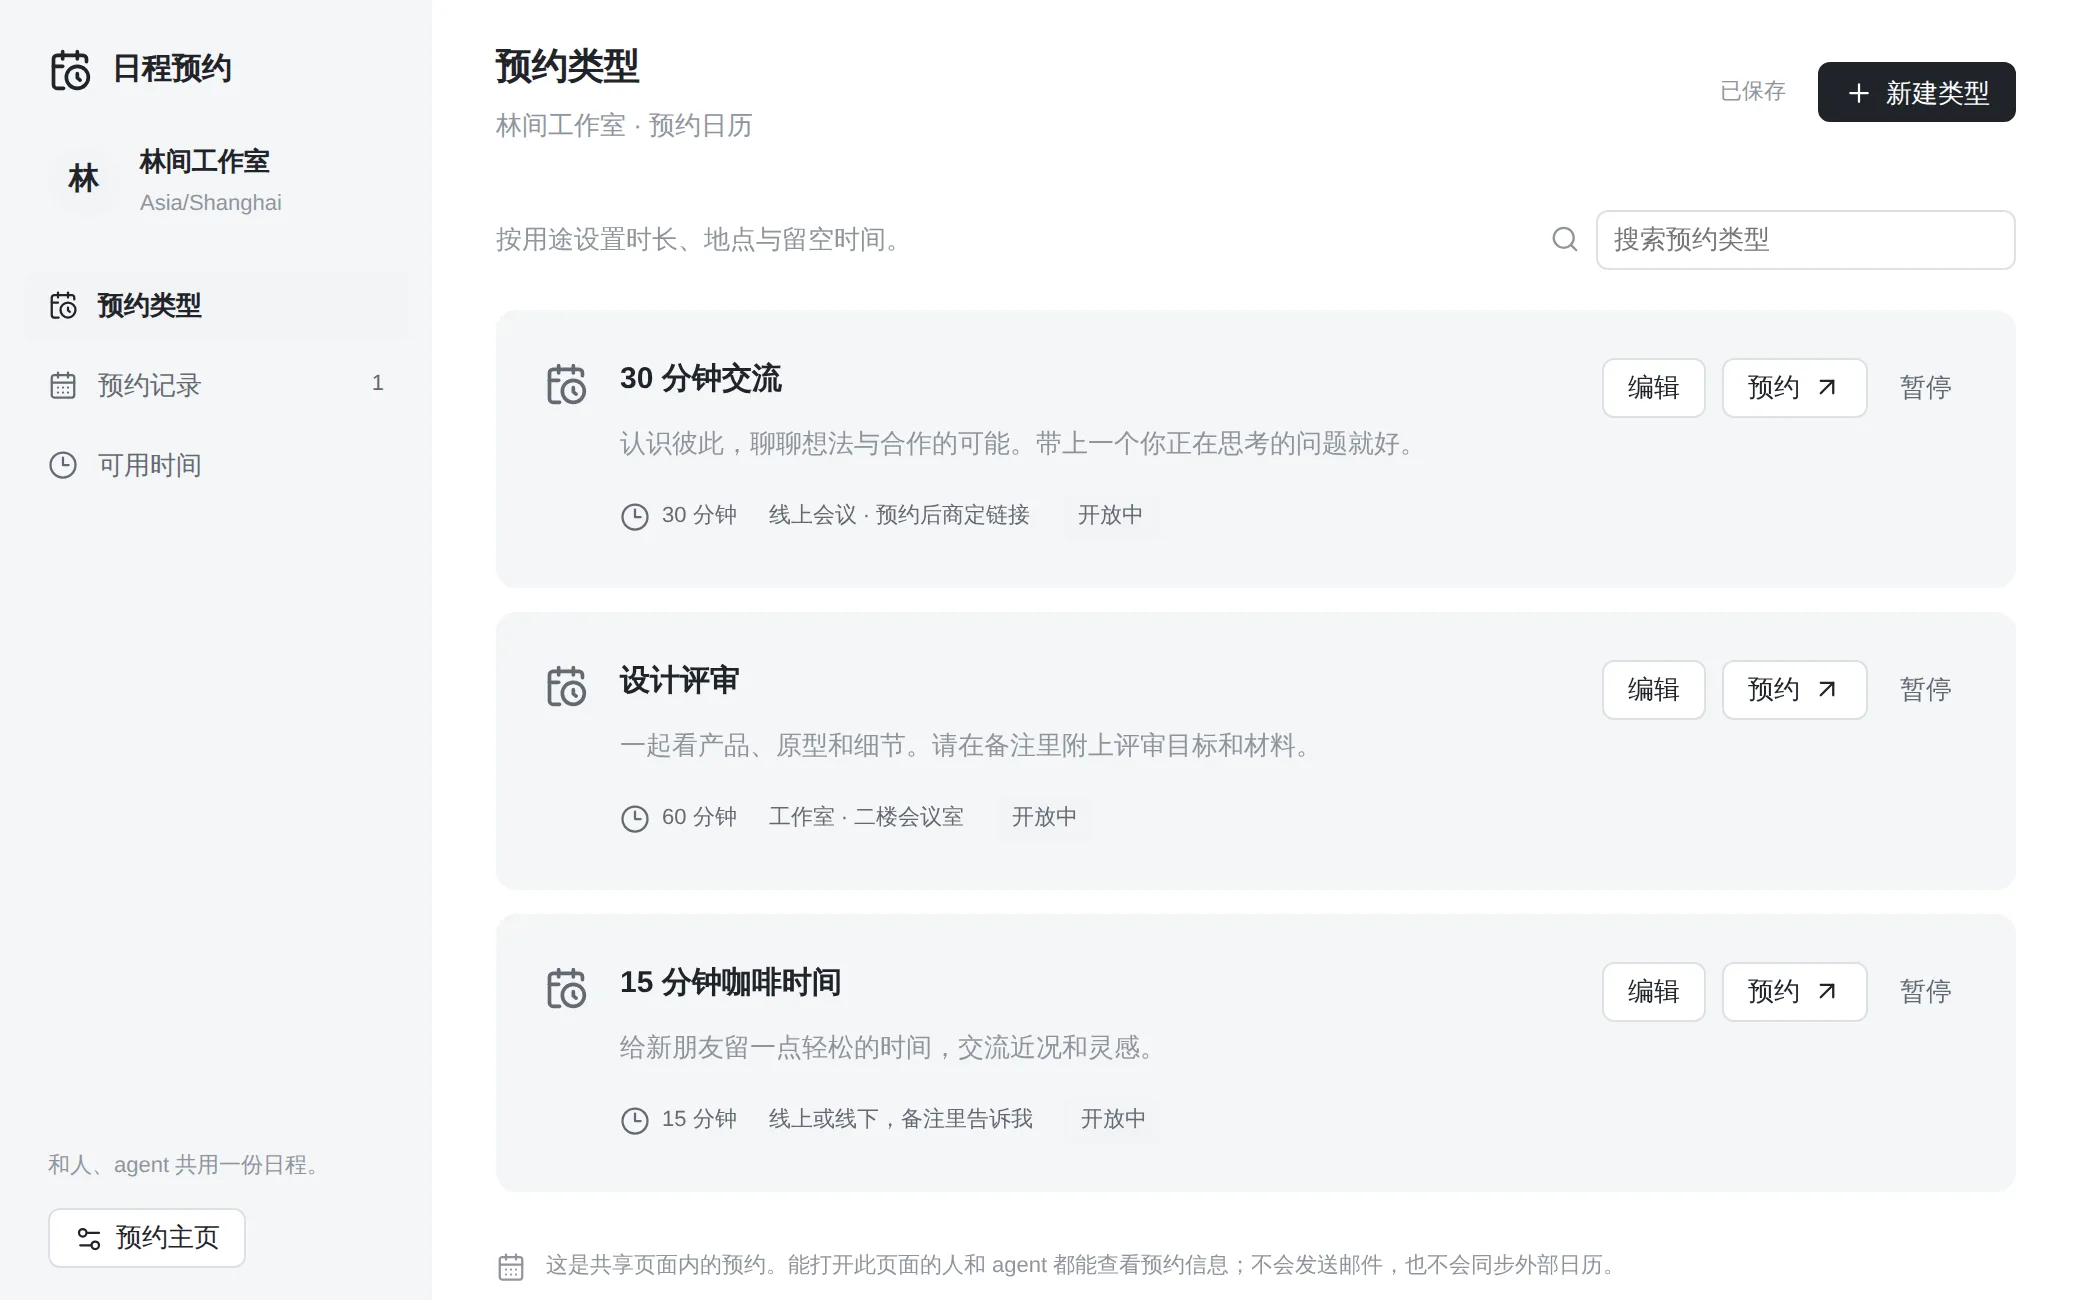 日程预约
林
林间工作室
Asia/Shanghai
预约类型
预约记录
1
可用时间
和人、agent 共用一份日程。
预约主页
预约类型
林间工作室 · 预约日历
已保存
新建类型
按用途设置时长、地点与留空时间。
搜索预约类型
30 分钟交流
编辑
预约
暂停
认识彼此，聊聊想法与合作的可能。带上一个你正在思考的问题就好。
30 分钟
线上会议 · 预约后商定链接
开放中
设计评审
编辑
预约
暂停
一起看产品、原型和细节。请在备注里附上评审目标和材料。
60 分钟
工作室 · 二楼会议室
开放中
15 分钟咖啡时间
编辑
预约
暂停
给新朋友留一点轻松的时间，交流近况和灵感。
15 分钟
线上或线下，备注里告诉我
开放中
这是共享页面内的预约。能打开此页面的人和 agent 都能查看预约信息；不会发送邮件，也不会同步外部日历。